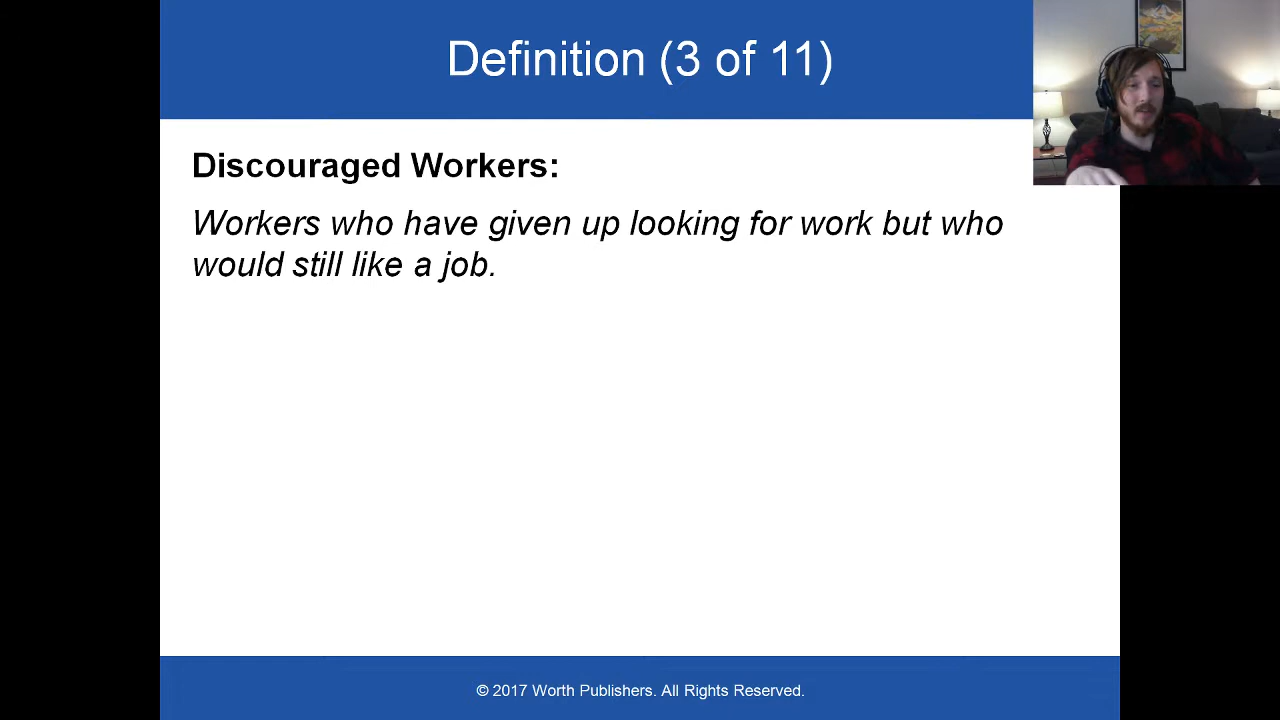 Definition (3 of 11)
Discouraged Workers:
Workers who have given up looking for work but who
would still like a job.
© 2017 Worth Publishers. All Rights Reserved.